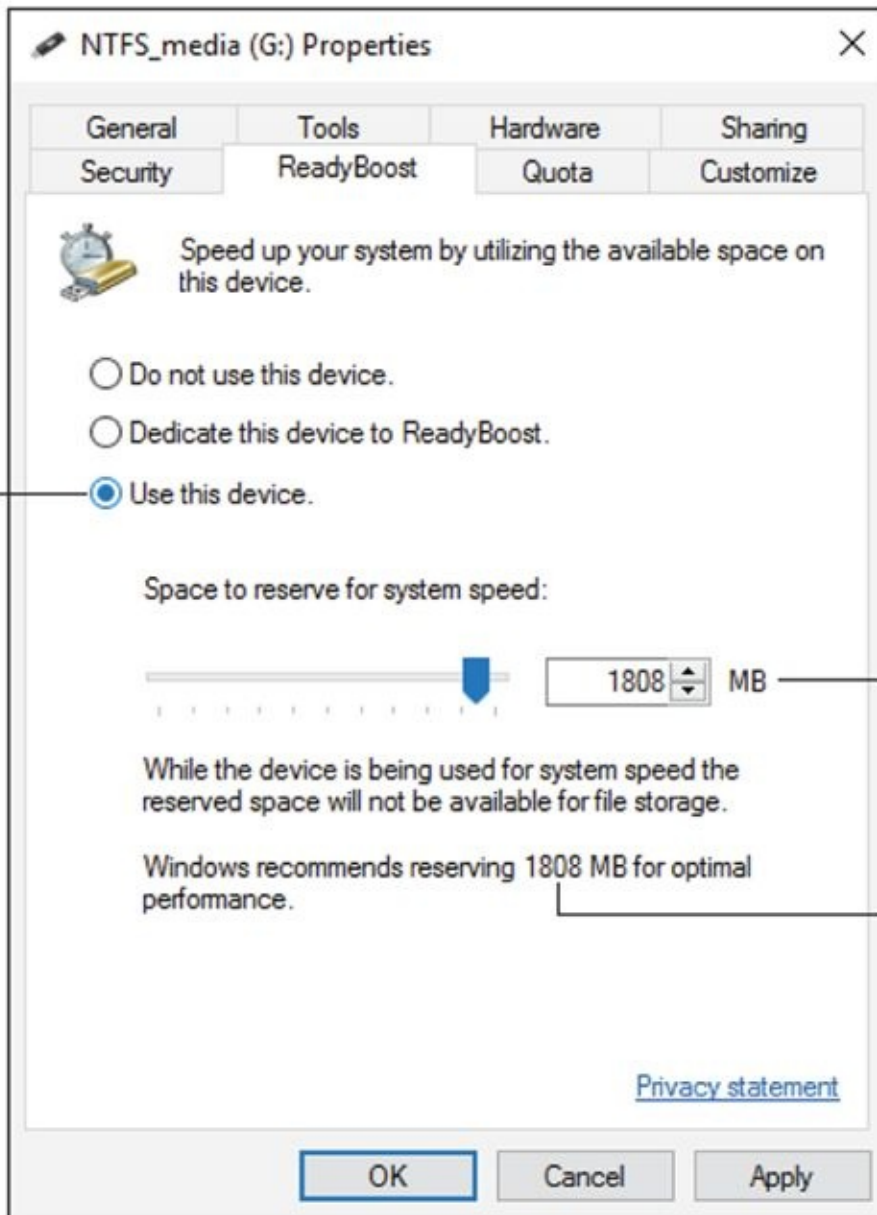 NTFS_media (G:) Properties
General Tools Hardware Sharing
Security ReadyBoost Quota Customize
Speed up your system by utilizing the available space on
this device.
Do not use this device.
Dedicate this device to ReadyBoost.
Use this device.
Space to reserve for system speed:
1808 MB
While the device is being used for system speed the
reserved space will not be available for file storage.
Windows recommends reserving 1808 MB for optimal
performance.
Privacy statement
OK Cancel Apply